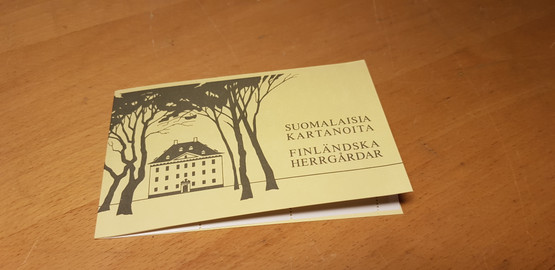 SUOMALAISIA
KARTANOITA
FINLÄNDSKA
HERRGÅRDAR